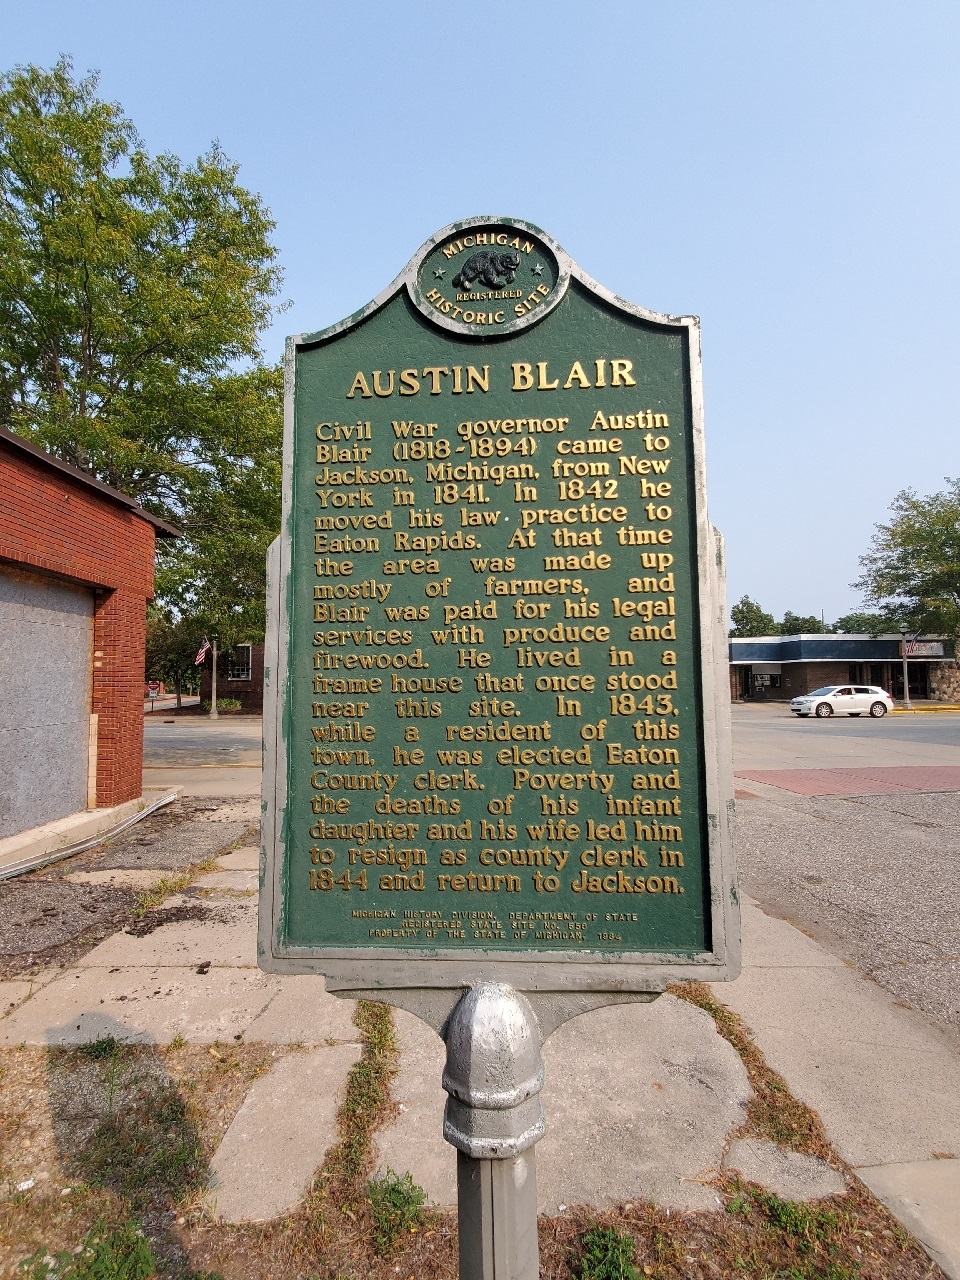 MICHIGAN
REGISTERED
HISTORIC SITE
AUSTIN BLAIR
Civil War governor Austin
Blair (1818-1894) came to
Jackson, Michigan, from New
York in 1841. In 1842 he
moved his law practice to
Eaton Rapids. At that time
the area was made up
mostly of farmers, and
Blair was paid for his legal
services with produce and
firewood. He lived in a
frame house that once stood
near this site. In 1843,
while a resident of this
town, he was elected Eaton
County clerk. Poverty and
the deaths of his infant
daughter and his wife led him
to resign as county clerk in
1844 and return to Jackson.
MICHIGAN HISTORY DIVISION, DEPARTMENT OF STATE
REGISTERED STATE SITE NO. 550
PROPERTY OF THE STATE OF MICHIGAN, 1984